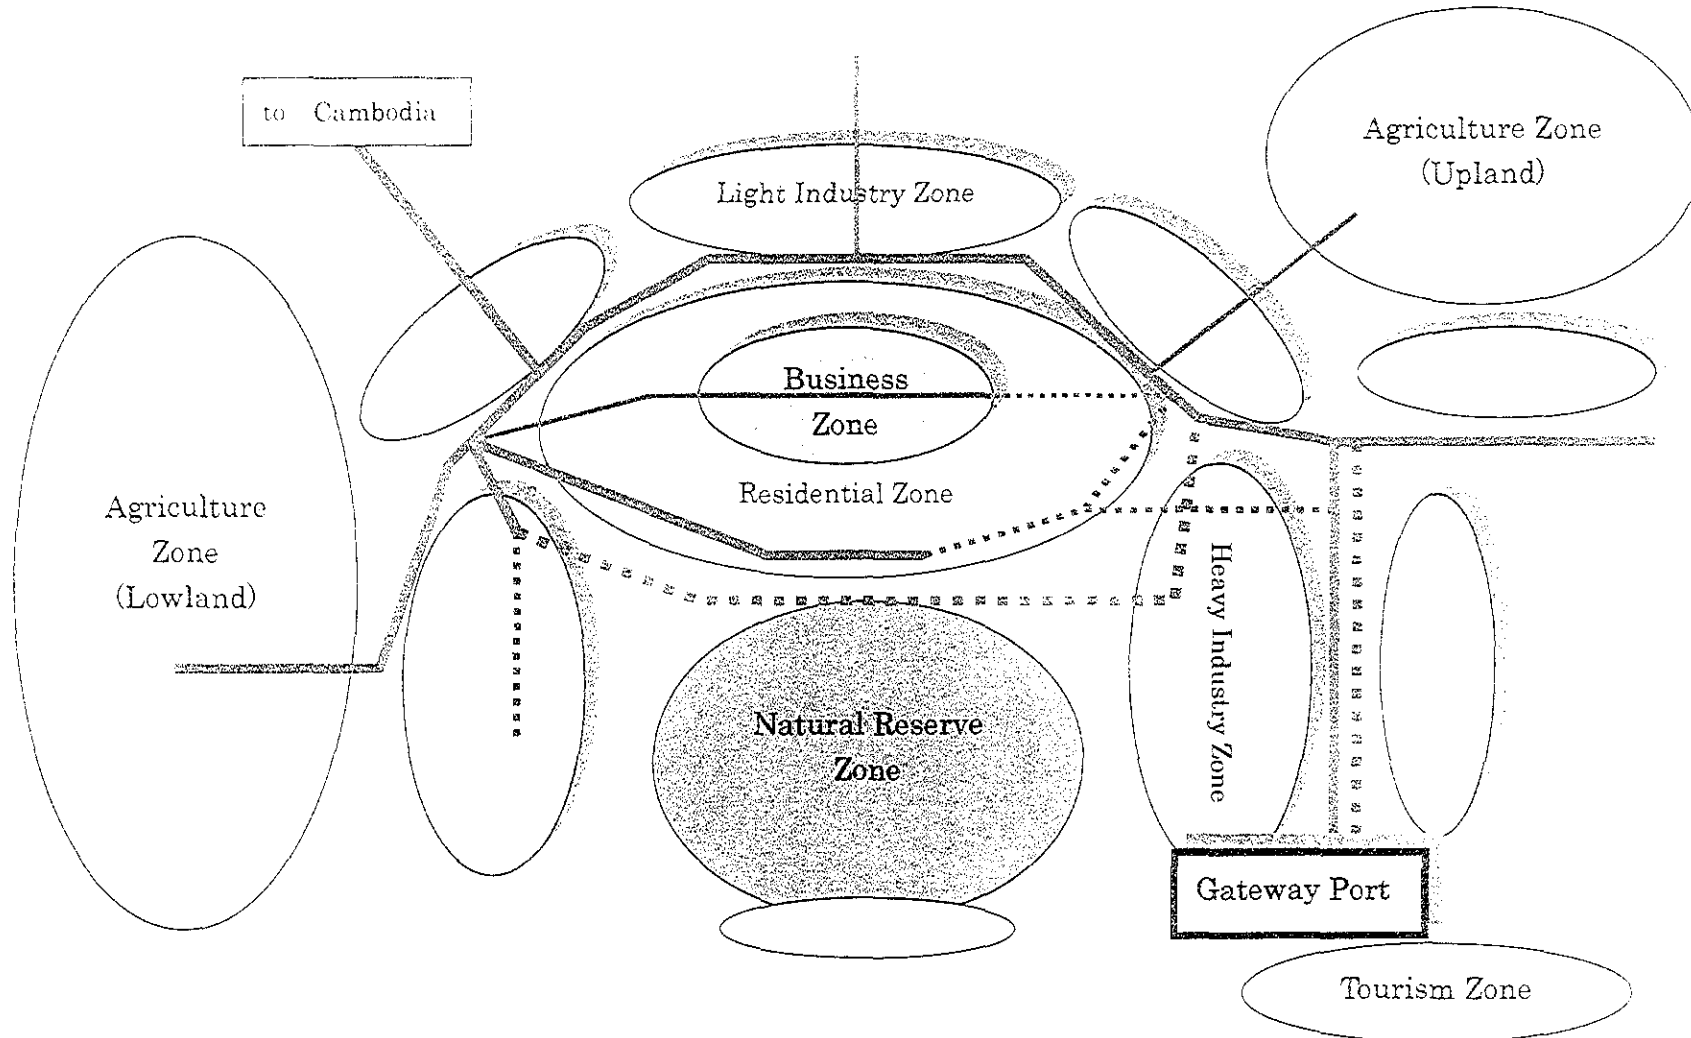 to Cambodia
Agriculture Zone
(Upland)
Light Industry Zone
Business
Zone
Residential Zone
Agriculture
Zone
(Lowland)
Heavy Industry Zone
Natural Reserve
Zone
Gateway Port
Tourism Zone